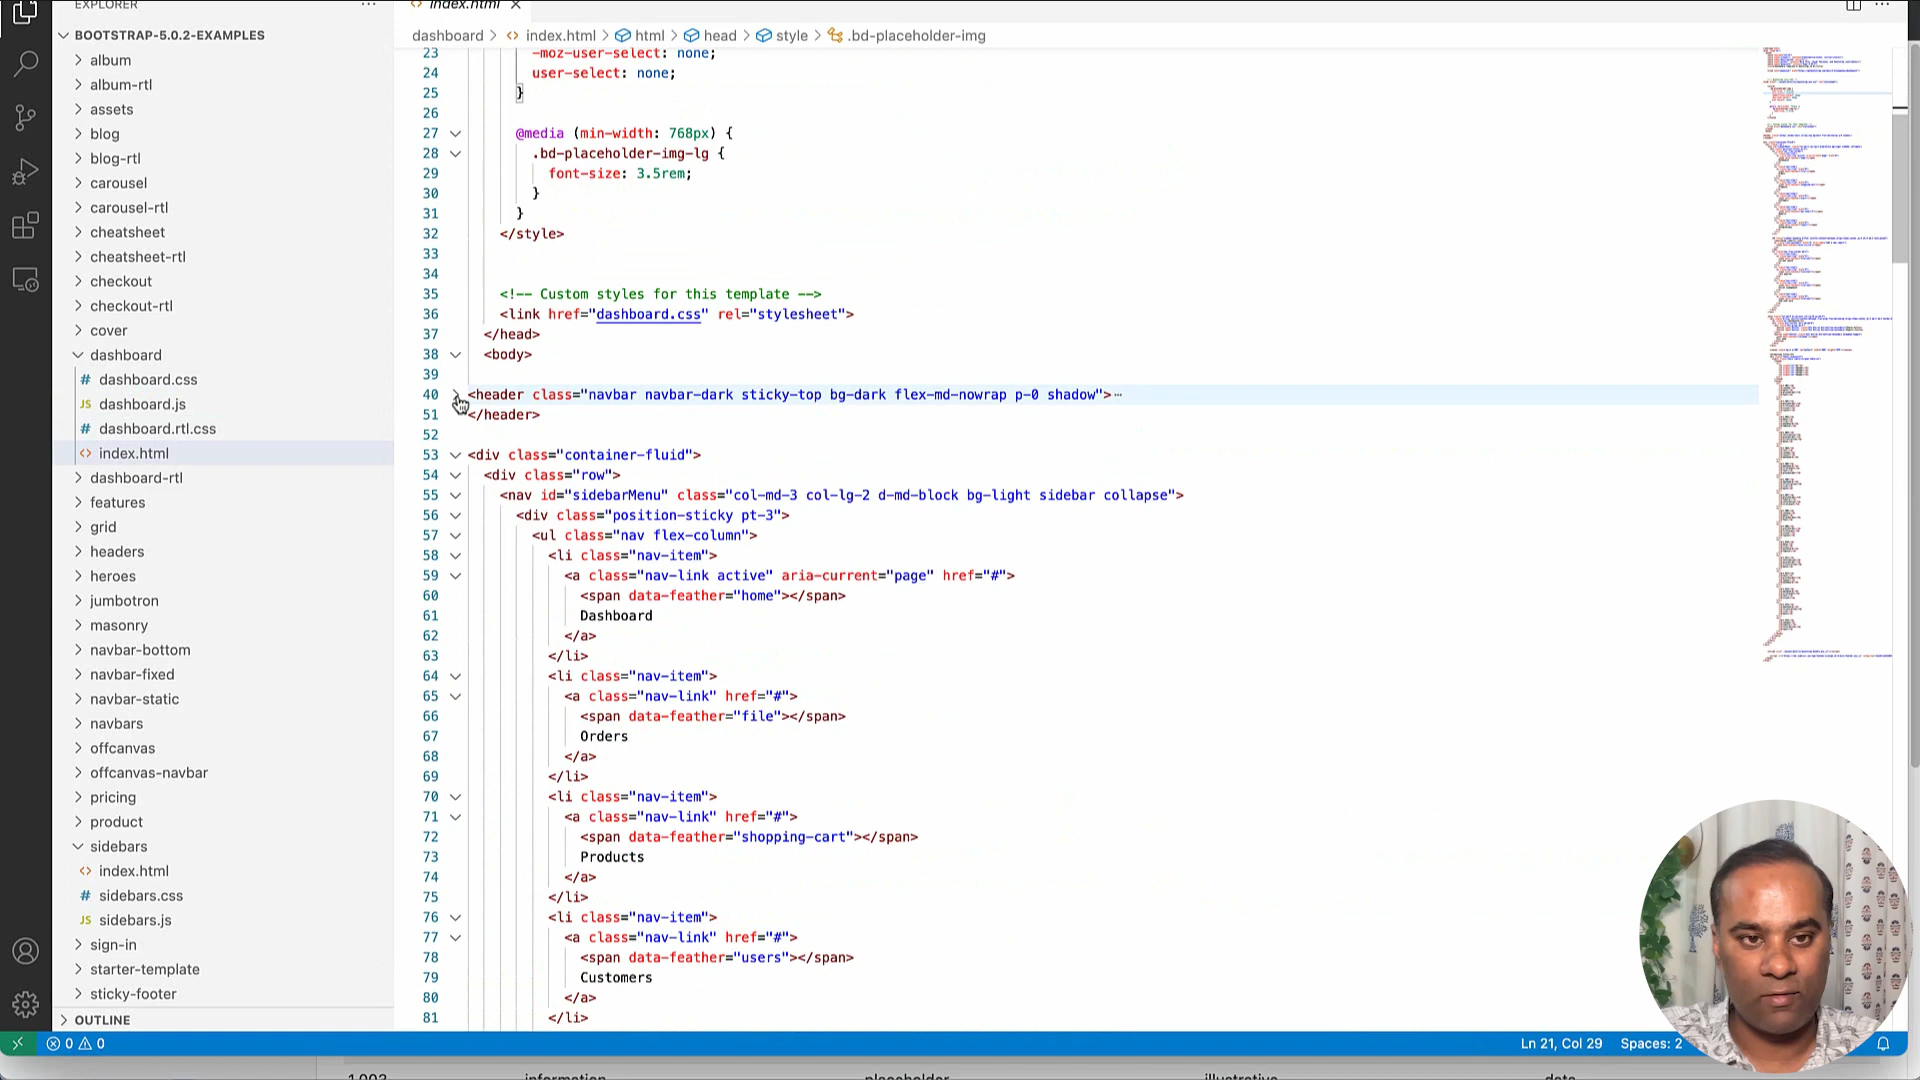 EXPLORER
BOOTSTRAP-5.0.2-EXAMPLES
album
album-rtl
assets
blog
blog-rtl
carousel
carousel-rtl
cheatsheet
cheatsheet-rtl
checkout
checkout-rtl
cover
dashboard
# dashboard.css
JS dashboard.js
# dashboard.rtl.css
<> index.html
dashboard-rtl
features
grid
headers
heroes
jumbotron
masonry
navbar-bottom
navbar-fixed
navbar-static
navbars
offcanvas
offcanvas-navbar
pricing
product
sidebars
<> index.html
# sidebars.css
JS sidebars.js
sign-in
starter-template
sticky-footer
OUTLINE
<> index.html
dashboard > <> index.html > html > head > style > .bd-placeholder-img
23 -moz-user-select: none;
24 user-select: none;
25 }
26
27 @media (min-width: 768px) {
28 .bd-placeholder-img-lg {
29 font-size: 3.5rem;
30 }
31 }
32 </style>
33
34
35 <!-- Custom styles for this template -->
36 <link href="dashboard.css" rel="stylesheet">
37 </head>
38 <body>
39
40 <header class="navbar navbar-dark sticky-top bg-dark flex-md-nowrap p-0 shadow">⋯
51 </header>
52
53 <div class="container-fluid">
54 <div class="row">
55 <nav id="sidebarMenu" class="col-md-3 col-lg-2 d-md-block bg-light sidebar collapse">
56 <div class="position-sticky pt-3">
57 <ul class="nav flex-column">
58 <li class="nav-item">
59 <a class="nav-link active" aria-current="page" href="#">
60 <span data-feather="home"></span>
61 Dashboard
62 </a>
63 </li>
64 <li class="nav-item">
65 <a class="nav-link" href="#">
66 <span data-feather="file"></span>
67 Orders
68 </a>
69 </li>
70 <li class="nav-item">
71 <a class="nav-link" href="#">
72 <span data-feather="shopping-cart"></span>
73 Products
74 </a>
75 </li>
76 <li class="nav-item">
77 <a class="nav-link" href="#">
78 <span data-feather="users"></span>
79 Customers
80 </a>
81 </li>
0 0
Ln 21, Col 29 Spaces: 2
1,003 information placeholder illustrative data